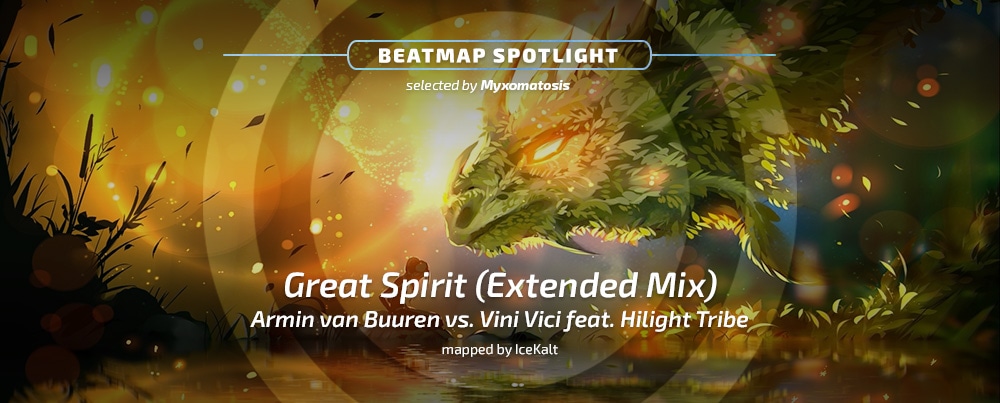 BEATMAP SPOTLIGHT
selected by Myxomatosis
Great Spirit (Extended Mix)
Armin van Buuren vs. Vini Vici feat. Hilight Tribe
mapped by IceKalt